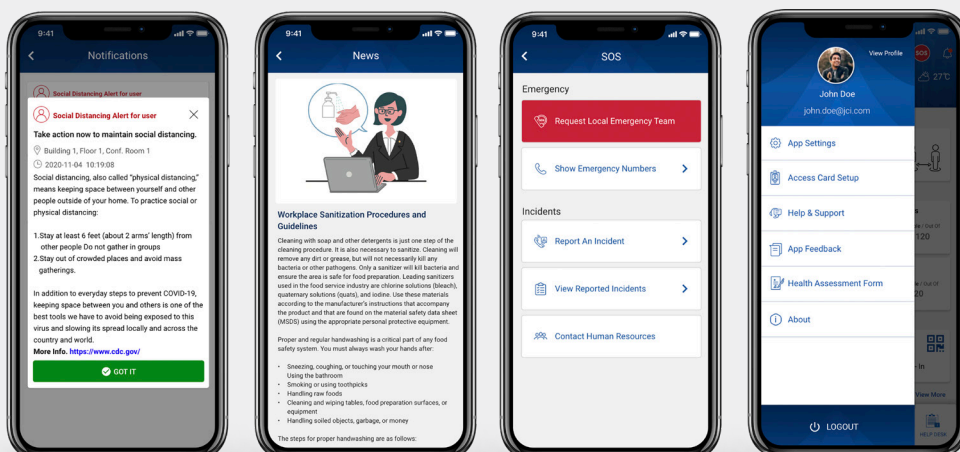 9:41
Notifications
Social Distancing Alert for user
Social Distancing Alert for user
Take action now to maintain social distancing.
Building 1, Floor 1, Conf. Room 1
2020-11-04 10:19:08
Social distancing, also called "physical distancing,"
means keeping space between yourself and other
people outside of your home. To practice social or
physical distancing:
1.Stay at least 6 feet (about 2 arms' length) from
other people Do not gather in groups
2.Stay out of crowded places and avoid mass
gatherings.
In addition to everyday steps to prevent COVID-19,
keeping space between you and others is one of the
best tools we have to avoid being exposed to this
virus and slowing its spread locally and across the
country and world.
More Info. https://www.cdc.gov/
GOT IT
9:41
News
Workplace Sanitization Procedures and
Guidelines
Cleaning with soap and other detergents is just one step of the
cleaning procedure. It is also necessary to sanitize. Cleaning will
remove any dirt or grease, but will not necessarily kill any
bacteria or other pathogens. Only a sanitizer will kill bacteria and
ensure the area is safe for food preparation. Leading sanitizers
used in the food service industry are chlorine solutions (bleach),
quaternary solutions (quats), and iodine. Use these materials
according to the manufacturer's instructions that accompany
the product and that are found on the material safety data sheet
(MSDS) using the appropriate personal protective equipment.
Proper and regular handwashing is a critical part of any food
safety system. You must always wash your hands after:
• Sneezing, coughing, or touching your mouth or nose
Using the bathroom
• Smoking or using toothpicks
• Handling raw foods
• Cleaning and wiping tables, food preparation surfaces, or
equipment
• Handling soiled objects, garbage, or money
The steps for proper handwashing are as follows:
9:41
SOS
Emergency
Request Local Emergency Team
Show Emergency Numbers
Incidents
Report An Incident
View Reported Incidents
Contact Human Resources
View Profile
John Doe
john.doe@jci.com
App Settings
Access Card Setup
Help & Support
App Feedback
Health Assessment Form
About
LOGOUT
SOS
27°C
/ Out Of
120
/ Out Of
20
- In
View More
HELP DESK